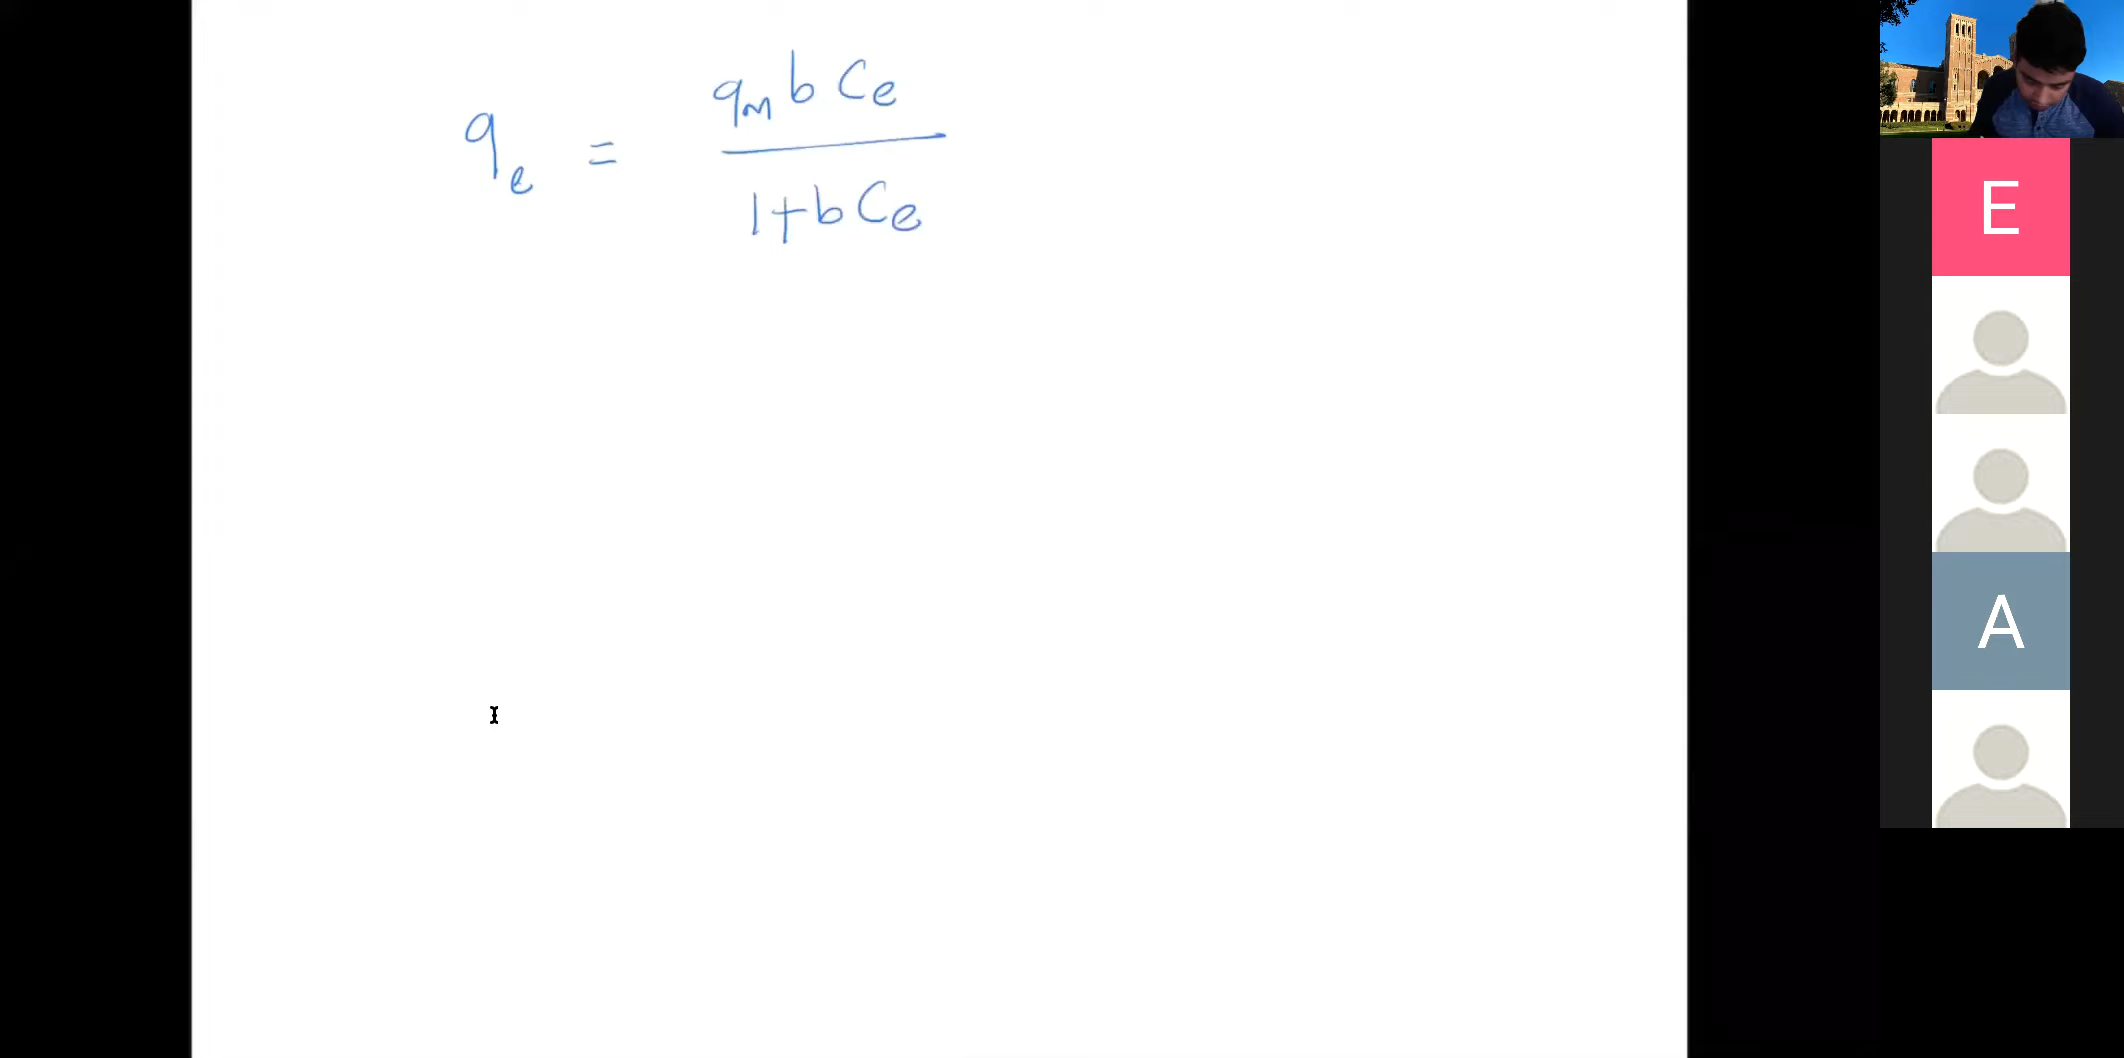 qₑ = qₘ b Cₑ / 1 + b Cₑ
E
A